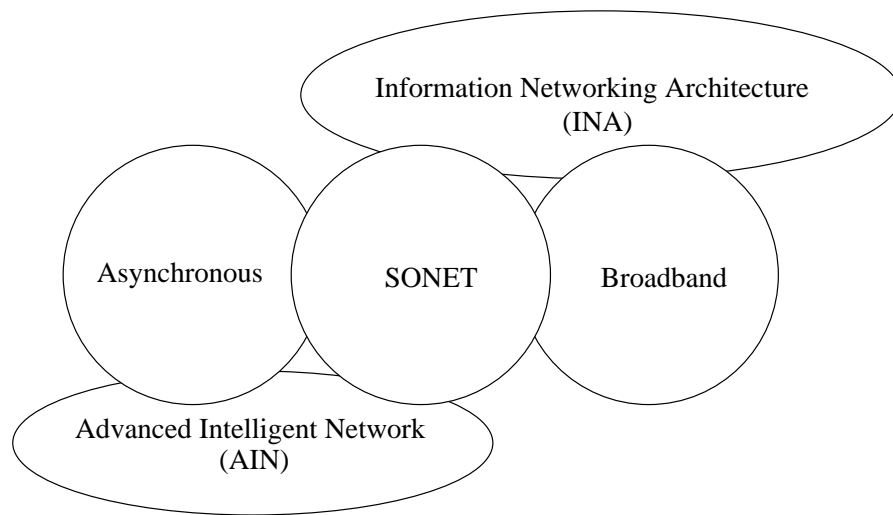 Information Networking Architecture
(INA)
Asynchronous
SONET
Broadband
Advanced Intelligent Network
(AIN)